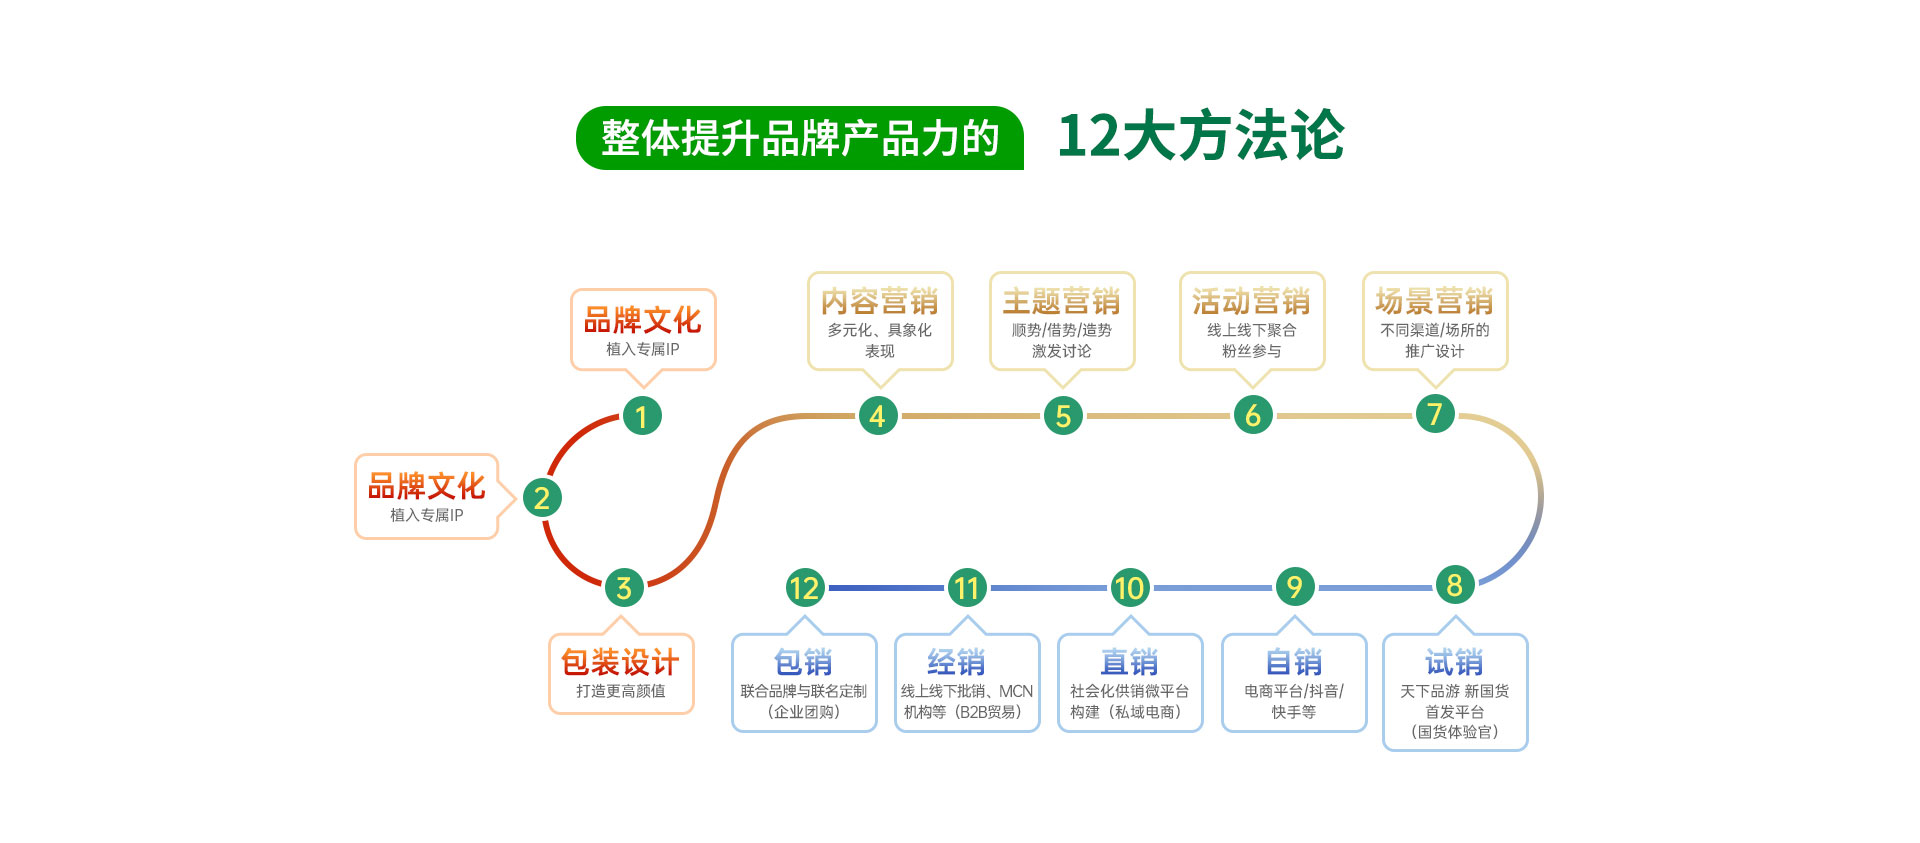 整体提升品牌产品力的 12大方法论
品牌文化
植入专属IP
1
品牌文化
植入专属IP
2
3
包装设计
打造更高颜值
内容营销
多元化、具象化
表现
4
主题营销
顺势/借势/造势
激发讨论
5
活动营销
线上线下聚合
粉丝参与
6
场景营销
不同渠道/场所的
推广设计
7
8
试销
天下品游 新国货
首发平台
（国货体验官）
9
自销
电商平台/抖音/
快手等
10
直销
社会化供销微平台
构建（私域电商）
11
经销
线上线下批销、MCN
机构等（B2B贸易）
12
包销
联合品牌与联名定制
（企业团购）